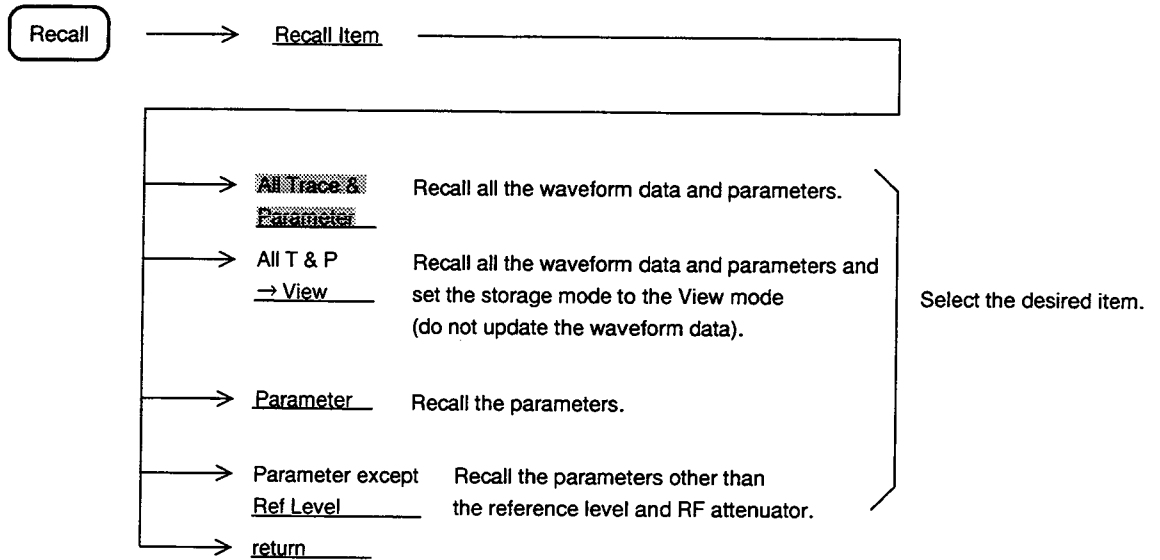 Recall
Recall Item
All Trace & Recall all the waveform data and parameters.
Parameter
All T & P Recall all the waveform data and parameters and
→ View set the storage mode to the View mode
(do not update the waveform data).
Select the desired item.
Parameter Recall the parameters.
Parameter except Recall the parameters other than
Ref Level the reference level and RF attenuator.
return